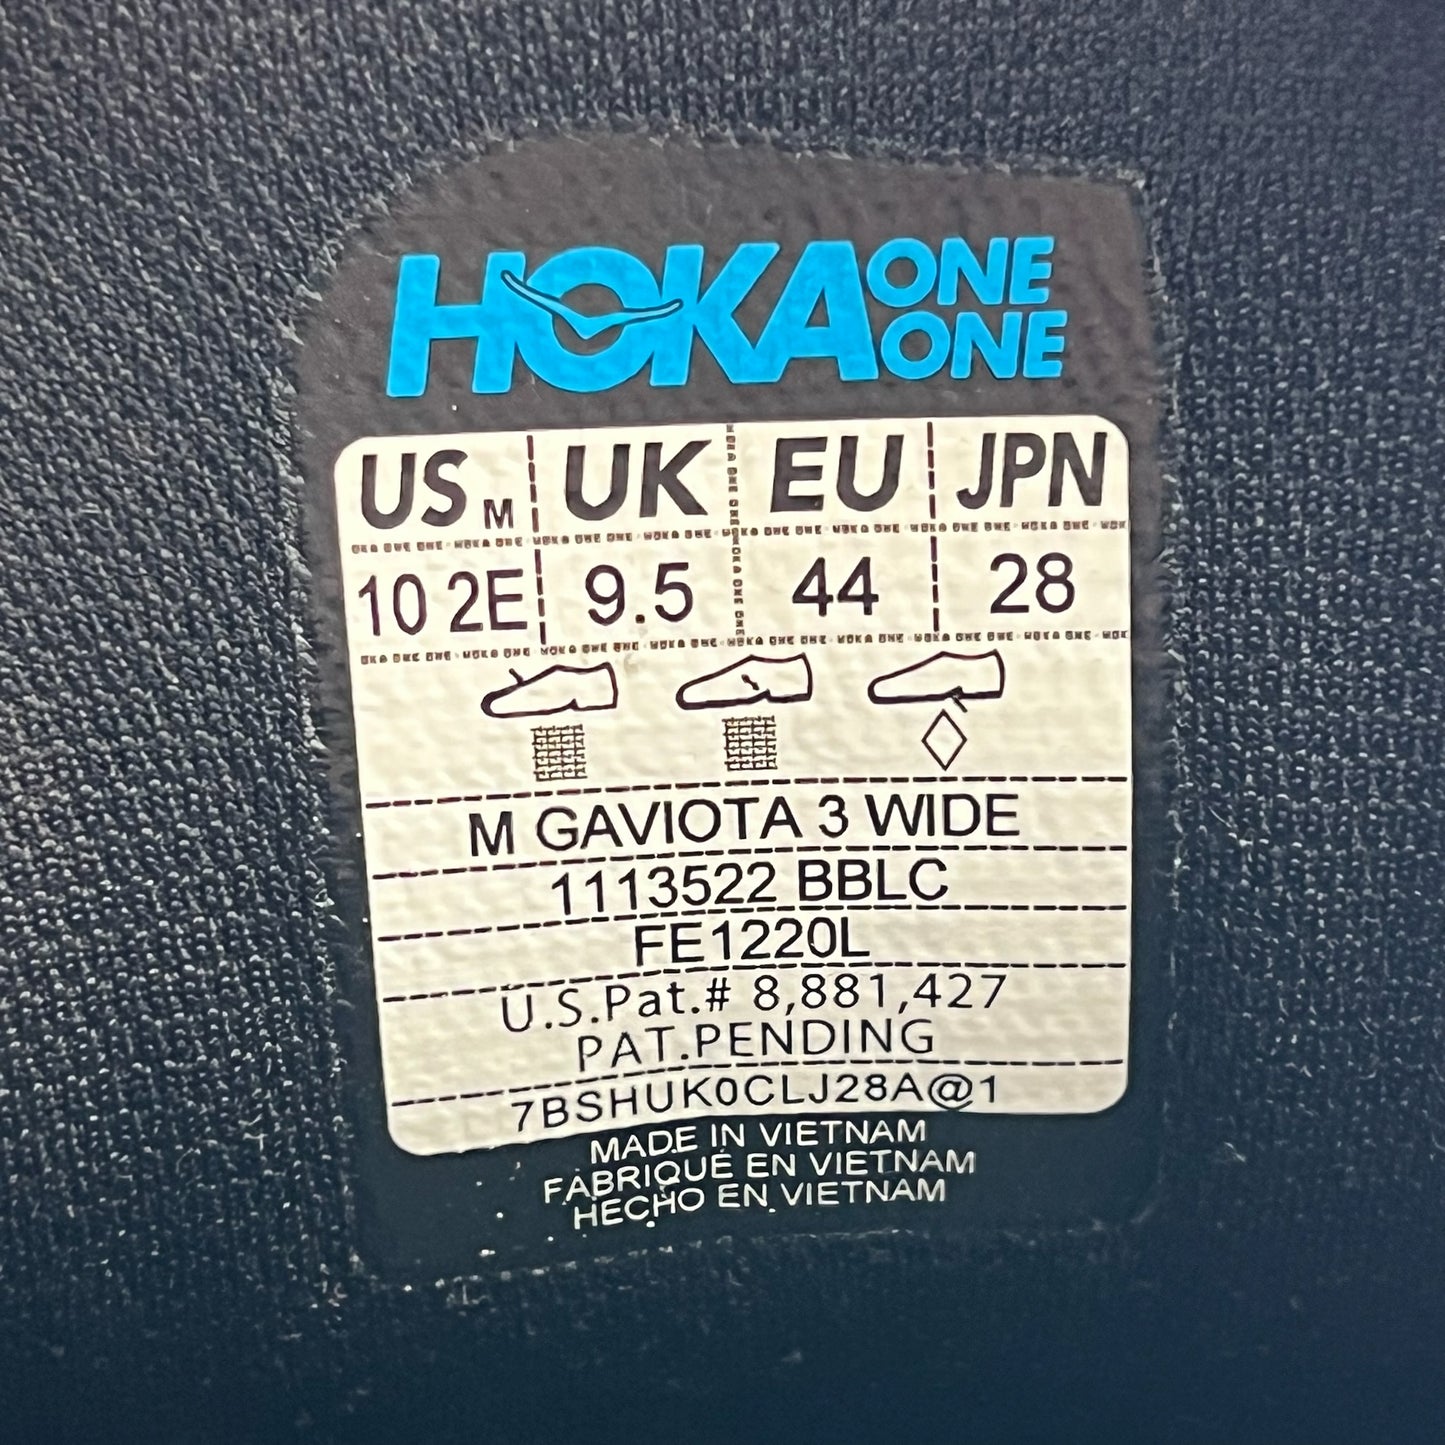 HOKA ONE ONE
US M UK EU JPN
10 2E 9.5 44 28
M GAVIOTA 3 WIDE
1113522 BBLC
FE1220L
U.S.Pat.# 8,881,427
PAT.PENDING
7BSHUK0CLJ28A@1
MADE IN VIETNAM
FABRIQUÉ EN VIETNAM
HECHO EN VIETNAM